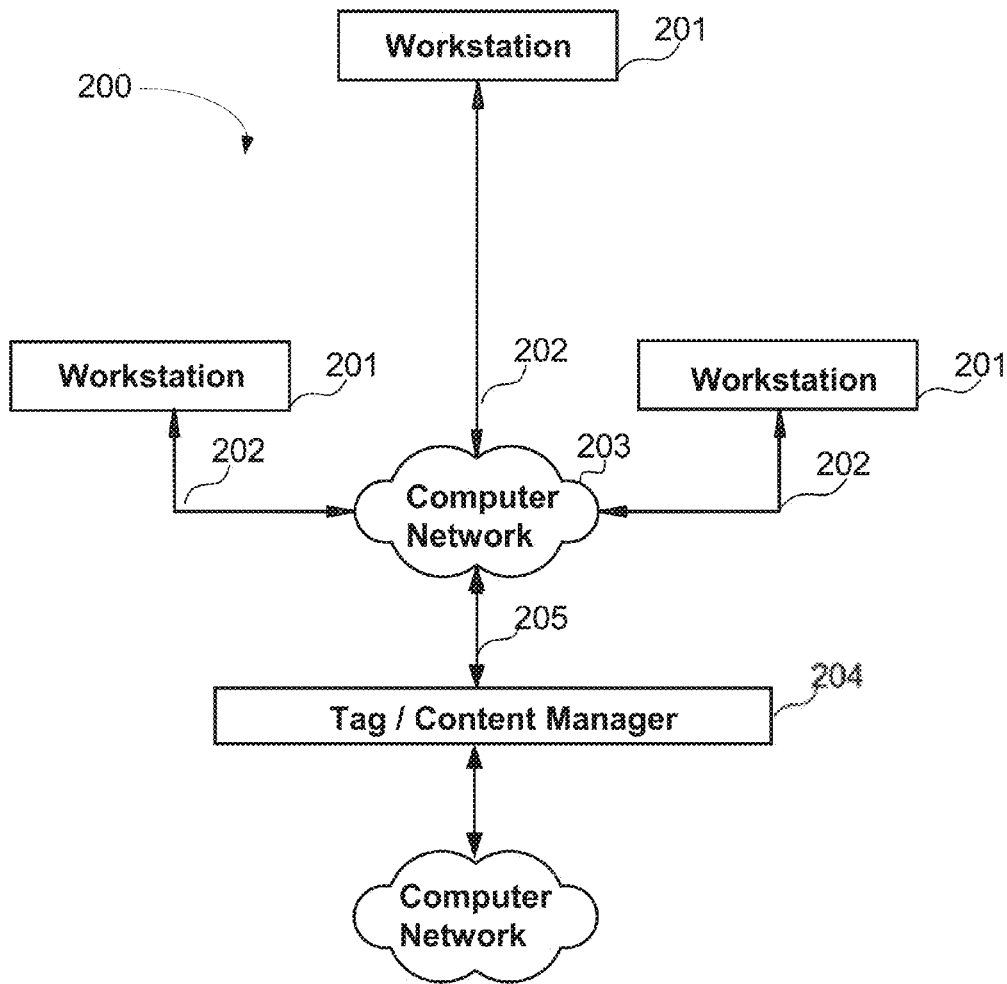 Workstation
201
200
Workstation
201
202
Workstation
201
202
203
202
Computer
Network
205
204
Tag / Content Manager
Computer
Network